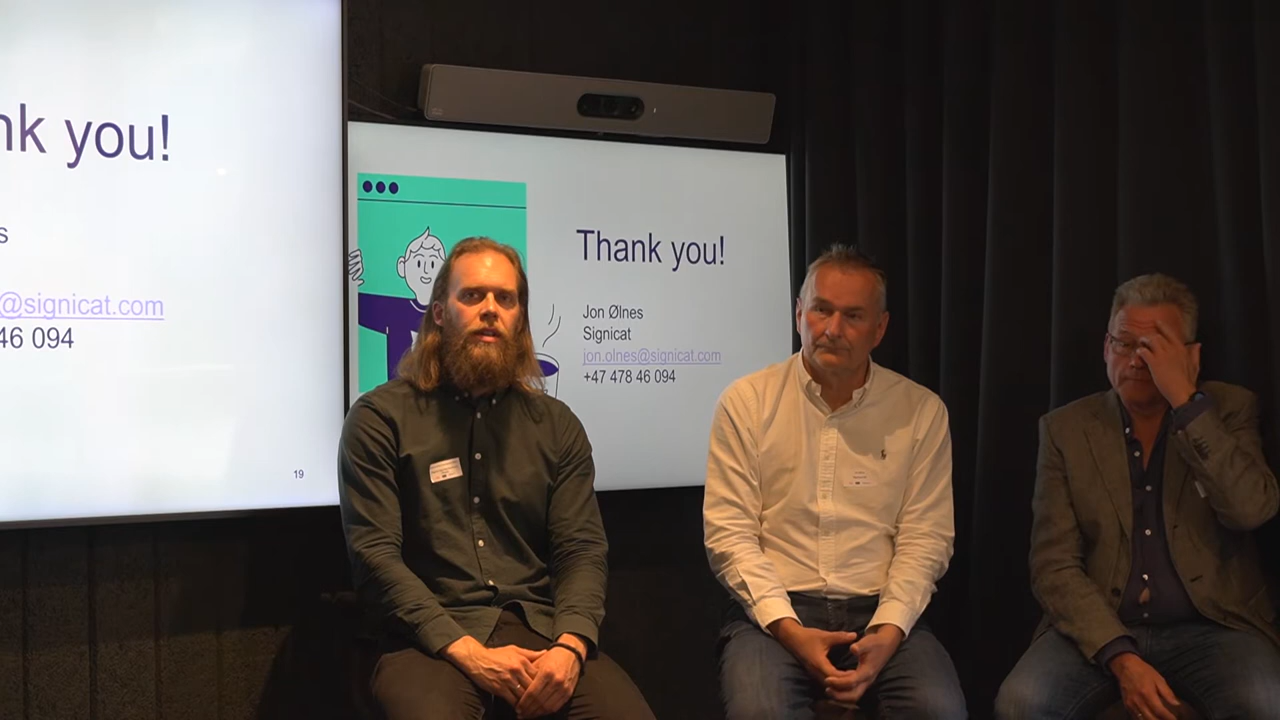 nk you!
s
@signicat.com
46 094
19
Thank you!
Jon Ølnes
Signicat
jon.olnes@signicat.com
+47 478 46 094